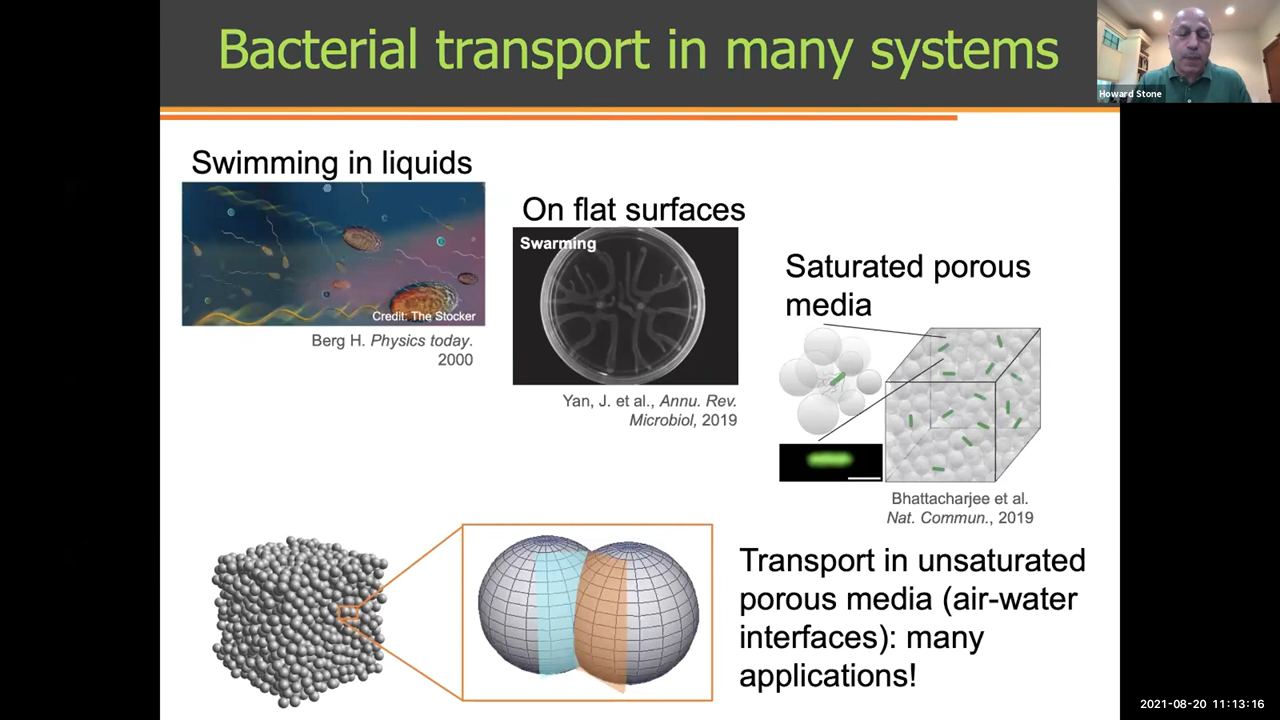 Bacterial transport in many systems
Howard Stone
Swimming in liquids
Credit: The Stocker
Berg H. Physics today.
2000
On flat surfaces
Swarming
Yan, J. et al., Annu. Rev.
Microbiol, 2019
Saturated porous
media
Bhattacharjee et al.
Nat. Commun., 2019
Transport in unsaturated
porous media (air-water
interfaces): many
applications!
2021-08-20 11:13:16